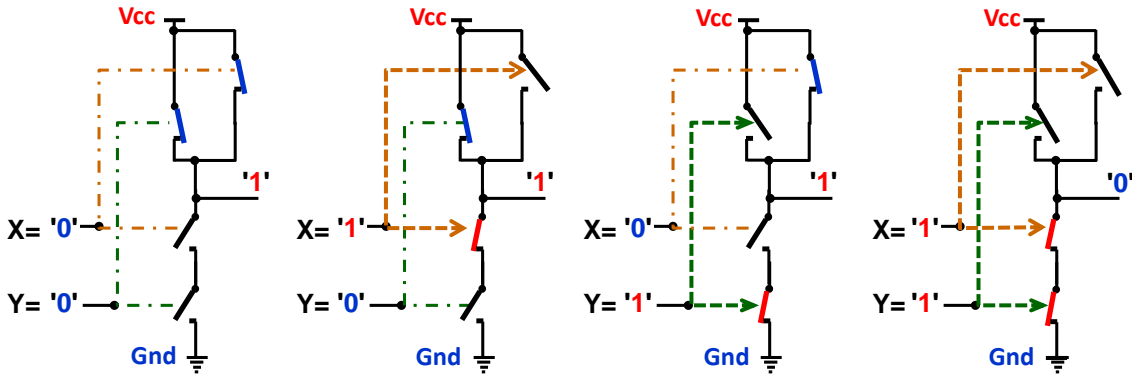 Vcc Vcc Vcc Vcc
'1' '1' '1' '0'
X= '0' X= '1' X= '0' X= '1'
Y= '0' Y= '0' Y= '1' Y= '1'
Gnd Gnd Gnd Gnd